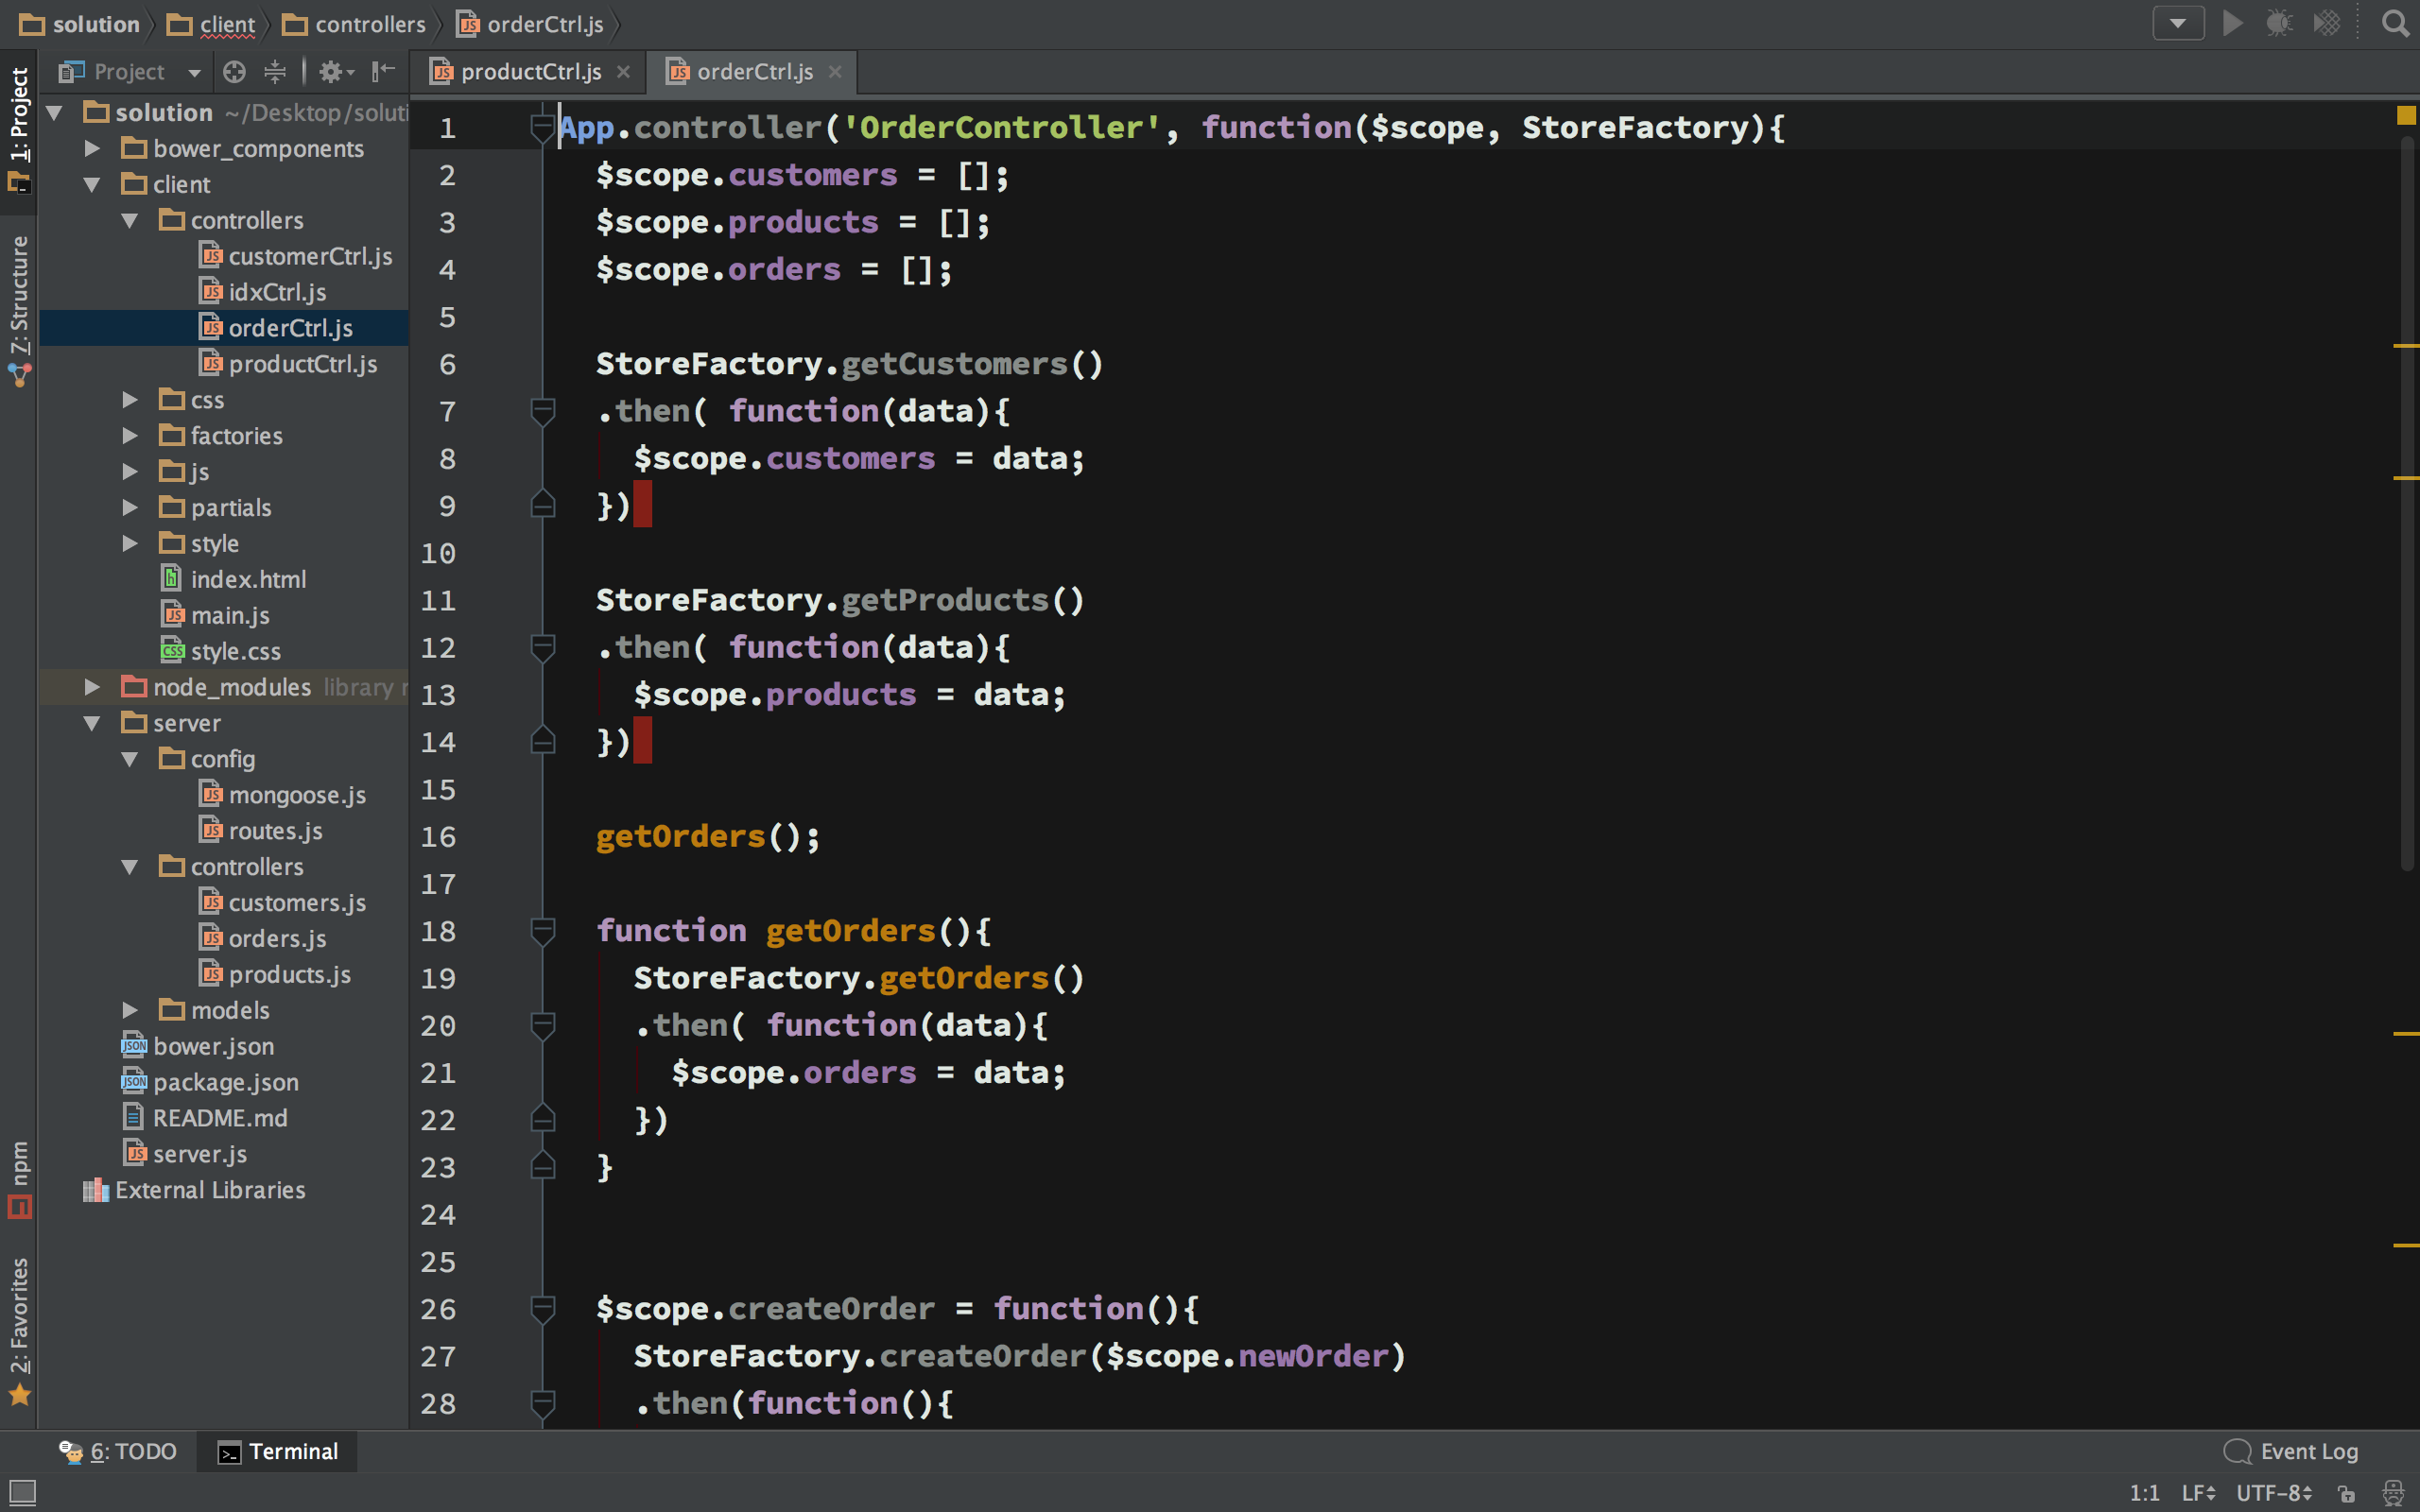 solution client controllers orderCtrl.js
Project productCtrl.js orderCtrl.js
1: Project
7: Structure
npm
2: Favorites
solution ~/Desktop/soluti
bower_components
client
controllers
customerCtrl.js
idxCtrl.js
orderCtrl.js
productCtrl.js
css
factories
js
partials
style
index.html
main.js
style.css
node_modules library r
server
config
mongoose.js
routes.js
controllers
customers.js
orders.js
products.js
models
bower.json
package.json
README.md
server.js
External Libraries
1 App.controller('OrderController', function($scope, StoreFactory){
2 $scope.customers = [];
3 $scope.products = [];
4 $scope.orders = [];
5
6 StoreFactory.getCustomers()
7 .then( function(data){
8 $scope.customers = data;
9 })
10
11 StoreFactory.getProducts()
12 .then( function(data){
13 $scope.products = data;
14 })
15
16 getOrders();
17
18 function getOrders(){
19 StoreFactory.getOrders()
20 .then( function(data){
21 $scope.orders = data;
22 })
23 }
24
25
26 $scope.createOrder = function(){
27 StoreFactory.createOrder($scope.newOrder)
28 .then(function(){
6: TODO Terminal Event Log
1:1 LF UTF-8